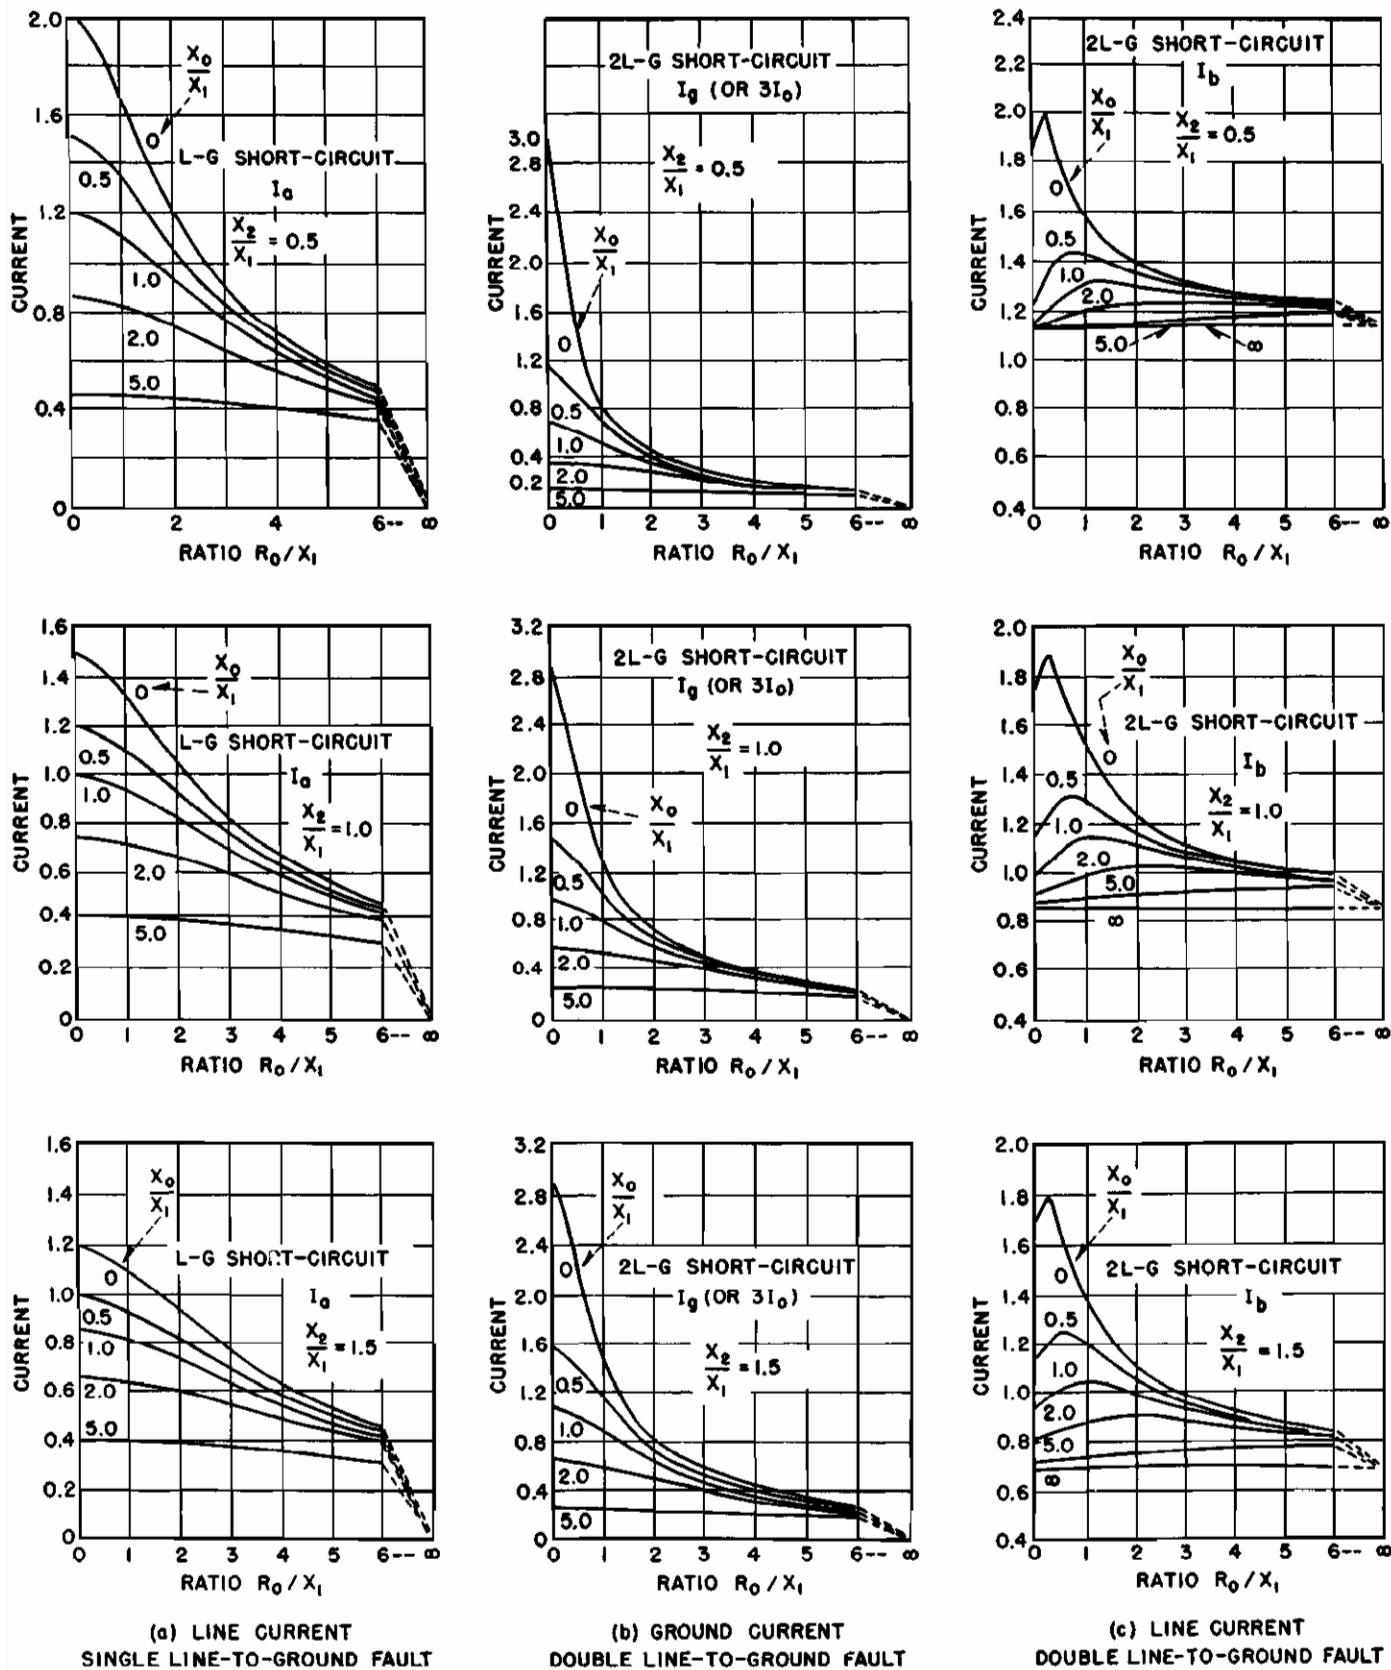 2.0
1.6
1.2
0.8
0.4
0
CURRENT
X₀/X₁
0
L-G SHORT-CIRCUIT
Iₐ
X₂/X₁ = 0.5
0.5
1.0
2.0
5.0
0 2 4 6-- ∞
RATIO R₀/X₁
3.0
2.8
2.4
2.0
1.6
1.2
0.8
0.4
0.2
CURRENT
2L-G SHORT-CIRCUIT
Ig (OR 3I₀)
X₂/X₁ = 0.5
X₀/X₁
0
0.5
1.0
2.0
5.0
0 1 2 3 4 5 6-- ∞
RATIO R₀/X₁
2.4
2.2
2.0
1.8
1.6
1.4
1.2
1.0
0.8
0.6
0.4
CURRENT
2L-G SHORT-CIRCUIT
I_b
X₀/X₁
X₂/X₁ = 0.5
0
0.5
1.0
2.0
5.0
∞
0 1 2 3 4 5 6-- ∞
RATIO R₀/X₁
1.6
1.4
1.2
1.0
0.8
0.6
0.4
0.2
0
CURRENT
X₀/X₁
0
L-G SHORT-CIRCUIT
Iₐ
X₂/X₁ = 1.0
0.5
1.0
2.0
5.0
0 1 2 3 4 5 6-- ∞
RATIO R₀/X₁
3.2
2.8
2.4
2.0
1.6
1.2
0.8
0.4
0
CURRENT
2L-G SHORT-CIRCUIT
Ig (OR 3I₀)
X₂/X₁ = 1.0
0
X₀/X₁
0.5
1.0
2.0
5.0
0 1 2 3 4 5 6-- ∞
RATIO R₀/X₁
2.0
1.8
1.6
1.4
1.2
1.0
0.8
0.6
0.4
CURRENT
X₀/X₁
2L-G SHORT-CIRCUIT
0
I_b
X₂/X₁ = 1.0
0.5
1.0
2.0
5.0
∞
0 1 2 3 4 5 6-- ∞
RATIO R₀/X₁
1.6
1.4
1.2
1.0
0.8
0.6
0.4
0.2
0
CURRENT
X₀/X₁
L-G SHORT-CIRCUIT
0
Iₐ
X₂/X₁ = 1.5
0.5
1.0
2.0
5.0
0 1 2 3 4 5 6-- ∞
RATIO R₀/X₁
3.2
2.8
2.4
2.0
1.6
1.2
0.8
0.4
0
CURRENT
X₀/X₁
0
2L-G SHORT-CIRCUIT
Ig (OR 3I₀)
X₂/X₁ = 1.5
0.5
1.0
2.0
5.0
0 1 2 3 4 5 6-- ∞
RATIO R₀/X₁
2.0
1.8
1.6
1.4
1.2
1.0
0.8
0.6
0.4
CURRENT
X₀/X₁
0
2L-G SHORT-CIRCUIT
I_b
X₂/X₁ = 1.5
0.5
1.0
2.0
5.0
∞
0 1 2 3 4 5 6-- ∞
RATIO R₀/X₁
(a) LINE CURRENT
SINGLE LINE-TO-GROUND FAULT
(b) GROUND CURRENT
DOUBLE LINE-TO-GROUND FAULT
(c) LINE CURRENT
DOUBLE LINE-TO-GROUND FAULT